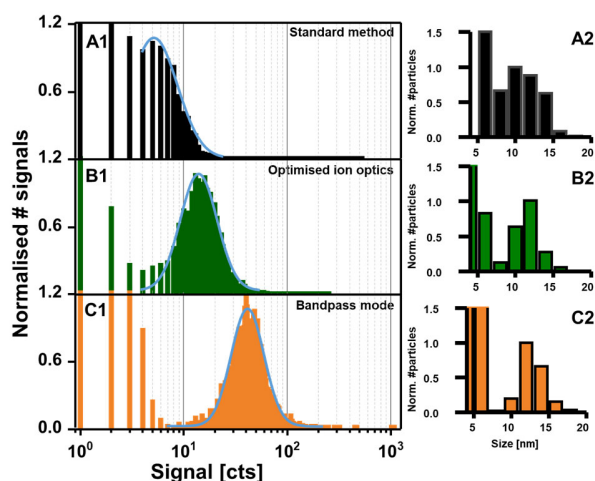 A1
Standard method
1.2
0.6
1.2
B1
Optimised ion optics
0.6
1.2
C1
Bandpass mode
0.6
0.0
10⁰
10¹
10²
10³
Signal [cts]
Normalised # signals
A2
1.5
1.0
0.5
0.0
5
10
15
20
Norm. #particles
B2
1.5
1.0
0.5
0.0
5
10
15
20
Norm. #particles
C2
1.5
1.0
0.5
0.0
5
10
15
20
Norm. #particles
Size [nm]